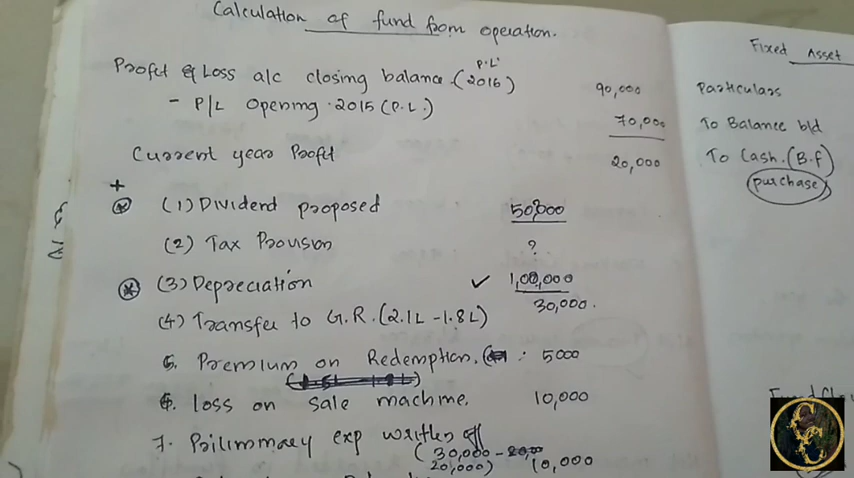 Calculation of fund from operation.
Profit & Loss a/c closing balance (2016) P.L. 90,000
- P/L Opening 2015 (P.L.) 70,000
Current year Profit 20,000
+
(1) Dividend proposed 50,000
(2) Tax Provision ?
(3) Depreciation ✓ 1,00,000
(4) Transfer to G.R. (2.1L - 1.8L) 30,000.
5. Premium on Redemption. : 5000
6. Loss on sale machine. 10,000
7. Prilimmary exp written off
(30,000 -
20,000) 10,000
Fixed Asset
Particulars
To Balance b/d
To Cash. (B.f)
purchase